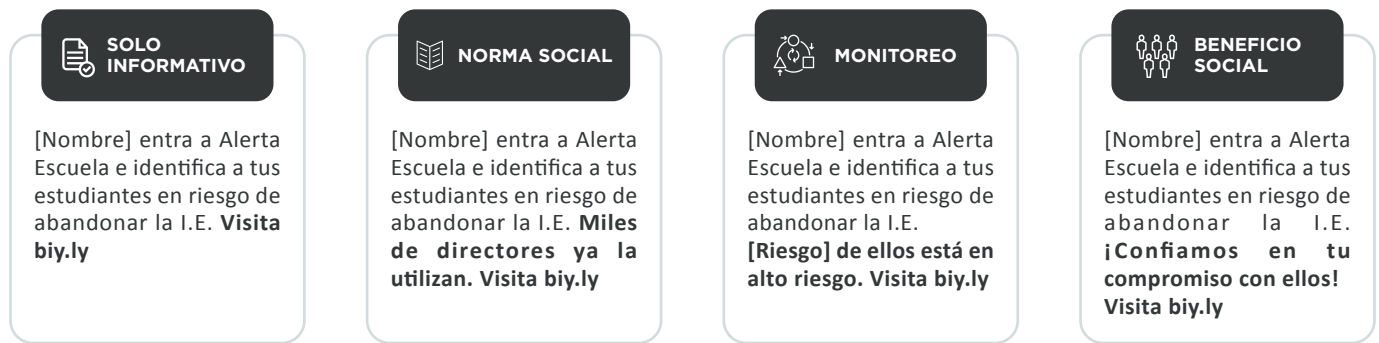 SOLO
INFORMATIVO
[Nombre] entra a Alerta
Escuela e identifica a tus
estudiantes en riesgo de
abandonar la I.E. Visita
biy.ly
NORMA SOCIAL
[Nombre] entra a Alerta
Escuela e identifica a tus
estudiantes en riesgo de
abandonar la I.E. Miles
de directores ya la
utilizan. Visita biy.ly
MONITOREO
[Nombre] entra a Alerta
Escuela e identifica a tus
estudiantes en riesgo de
abandonar la I.E.
[Riesgo] de ellos está en
alto riesgo. Visita biy.ly
BENEFICIO
SOCIAL
[Nombre] entra a Alerta
Escuela e identifica a tus
estudiantes en riesgo de
abandonar la I.E.
¡Confiamos en tu
compromiso con ellos!
Visita biy.ly